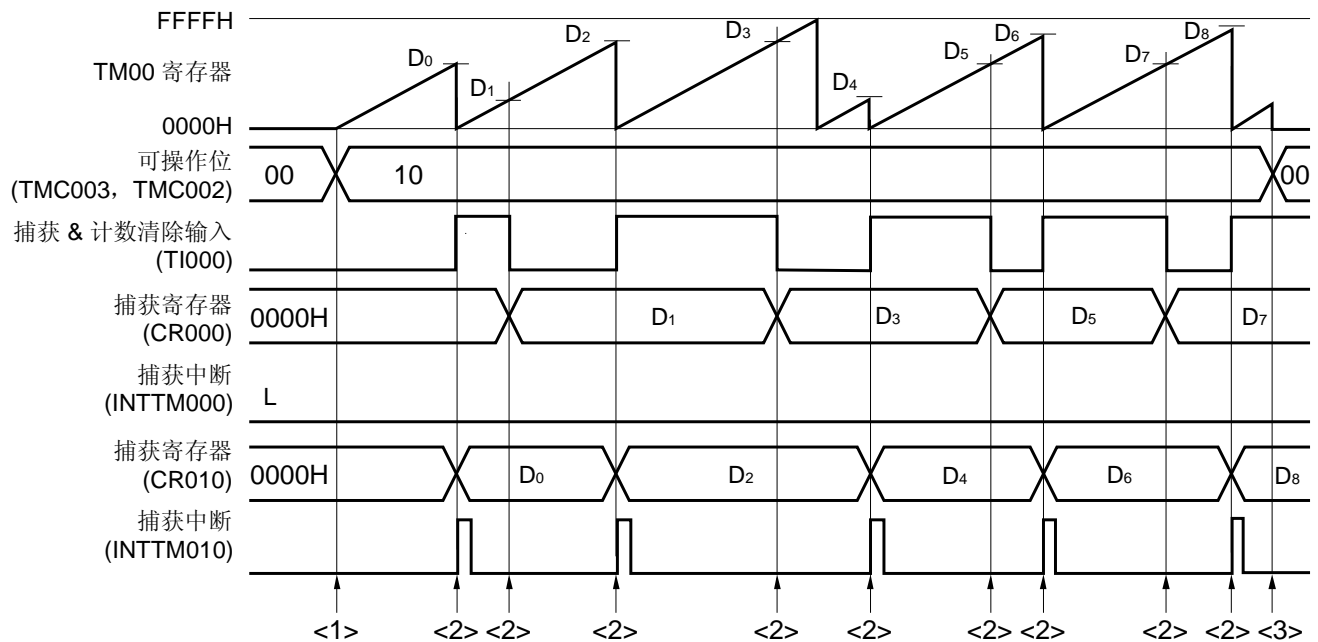 FFFFH
TM00 寄存器
0000H
D0
D1
D2
D3
D4
D5
D6
D7
D8
可操作位
(TMC003，TMC002)
00
10
00
捕获 & 计数清除输入
(TI000)
捕获寄存器
(CR000)
0000H
D1
D3
D5
D7
捕获中断
(INTTM000)
L
捕获寄存器
(CR010)
0000H
D0
D2
D4
D6
D8
捕获中断
(INTTM010)
<1> <2> <2> <2> <2> <2> <2> <2> <2> <2> <3>